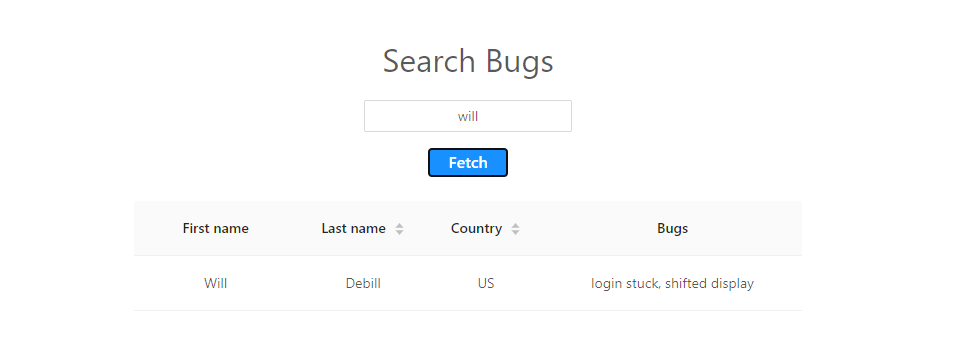 Search Bugs
will
Fetch
First name Last name Country Bugs
Will Debill US login stuck, shifted display